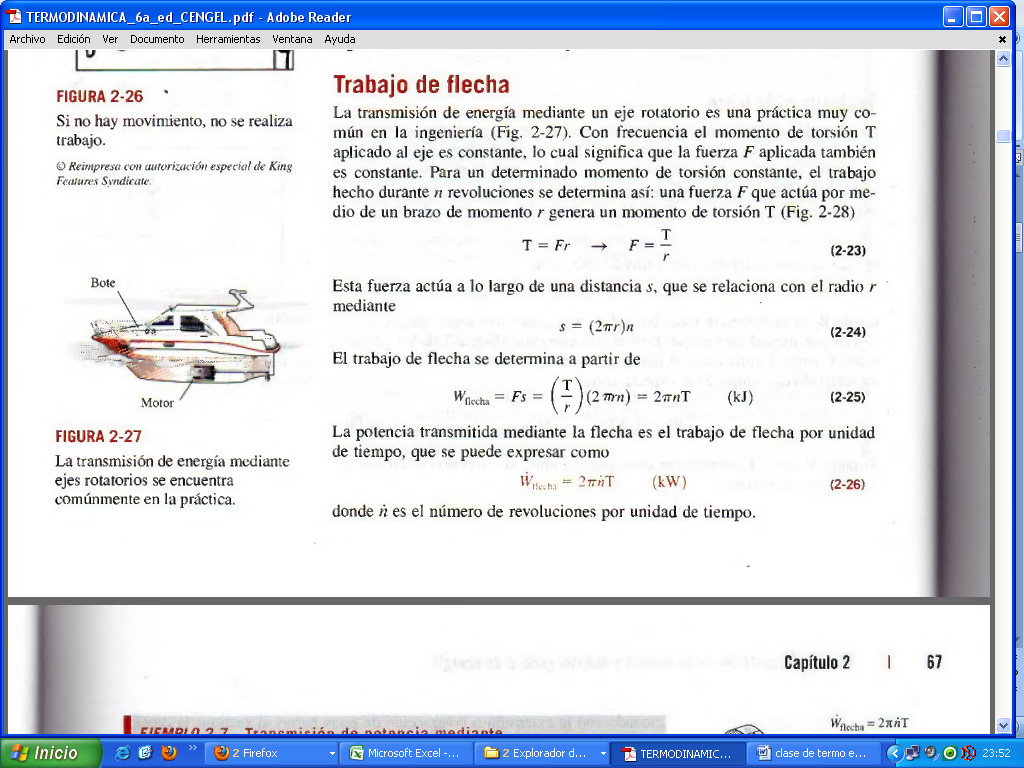 TERMODINAMICA_6a_ed_CENGEL.pdf - Adobe Reader
Archivo Edición Ver Documento Herramientas Ventana Ayuda
FIGURA 2-26
Si no hay movimiento, no se realiza
trabajo.
© Reimpresa con autorización especial de King
Features Syndicate.
Bote
Motor
FIGURA 2-27
La transmisión de energía mediante
ejes rotatorios se encuentra
comúnmente en la práctica.
Trabajo de flecha
La transmisión de energía mediante un eje rotatorio es una práctica muy co-
mún en la ingeniería (Fig. 2-27). Con frecuencia el momento de torsión T
aplicado al eje es constante, lo cual significa que la fuerza F aplicada también
es constante. Para un determinado momento de torsión constante, el trabajo
hecho durante n revoluciones se determina así: una fuerza F que actúa por me-
dio de un brazo de momento r genera un momento de torsión T (Fig. 2-28)
T = Fr → F = T/r (2-23)
Esta fuerza actúa a lo largo de una distancia s, que se relaciona con el radio r
mediante
s = (2πr)n (2-24)
El trabajo de flecha se determina a partir de
W_flecha = Fs = (T/r)(2πrn) = 2πnT (kJ) (2-25)
La potencia transmitida mediante la flecha es el trabajo de flecha por unidad
de tiempo, que se puede expresar como
Ẇ_flecha = 2πṅT (kW) (2-26)
donde ṅ es el número de revoluciones por unidad de tiempo.
Capítulo 2 | 67
EJEMPLO 2-7 Transmisión de potencia mediante
Ẇ_flecha = 2πṅT
Inicio
2 Firefox
Microsoft Excel -...
2 Explorador d...
TERMODINAMIC...
clase de termo e...
23:52